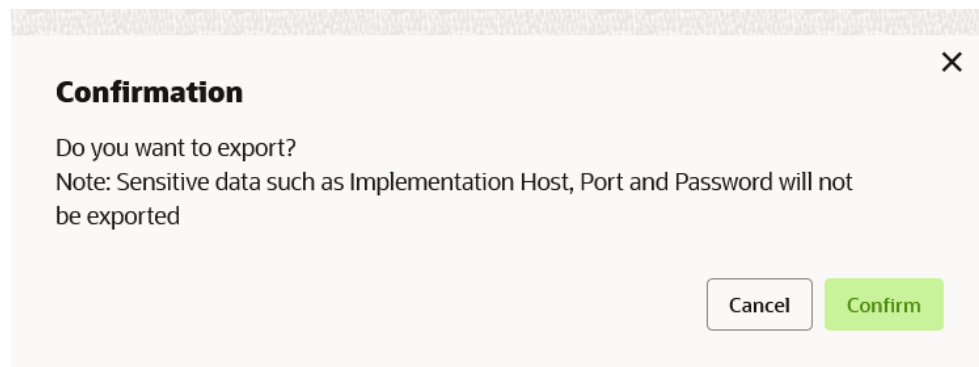 Confirmation
Do you want to export?
Note: Sensitive data such as Implementation Host, Port and Password will not
be exported
Cancel
Confirm